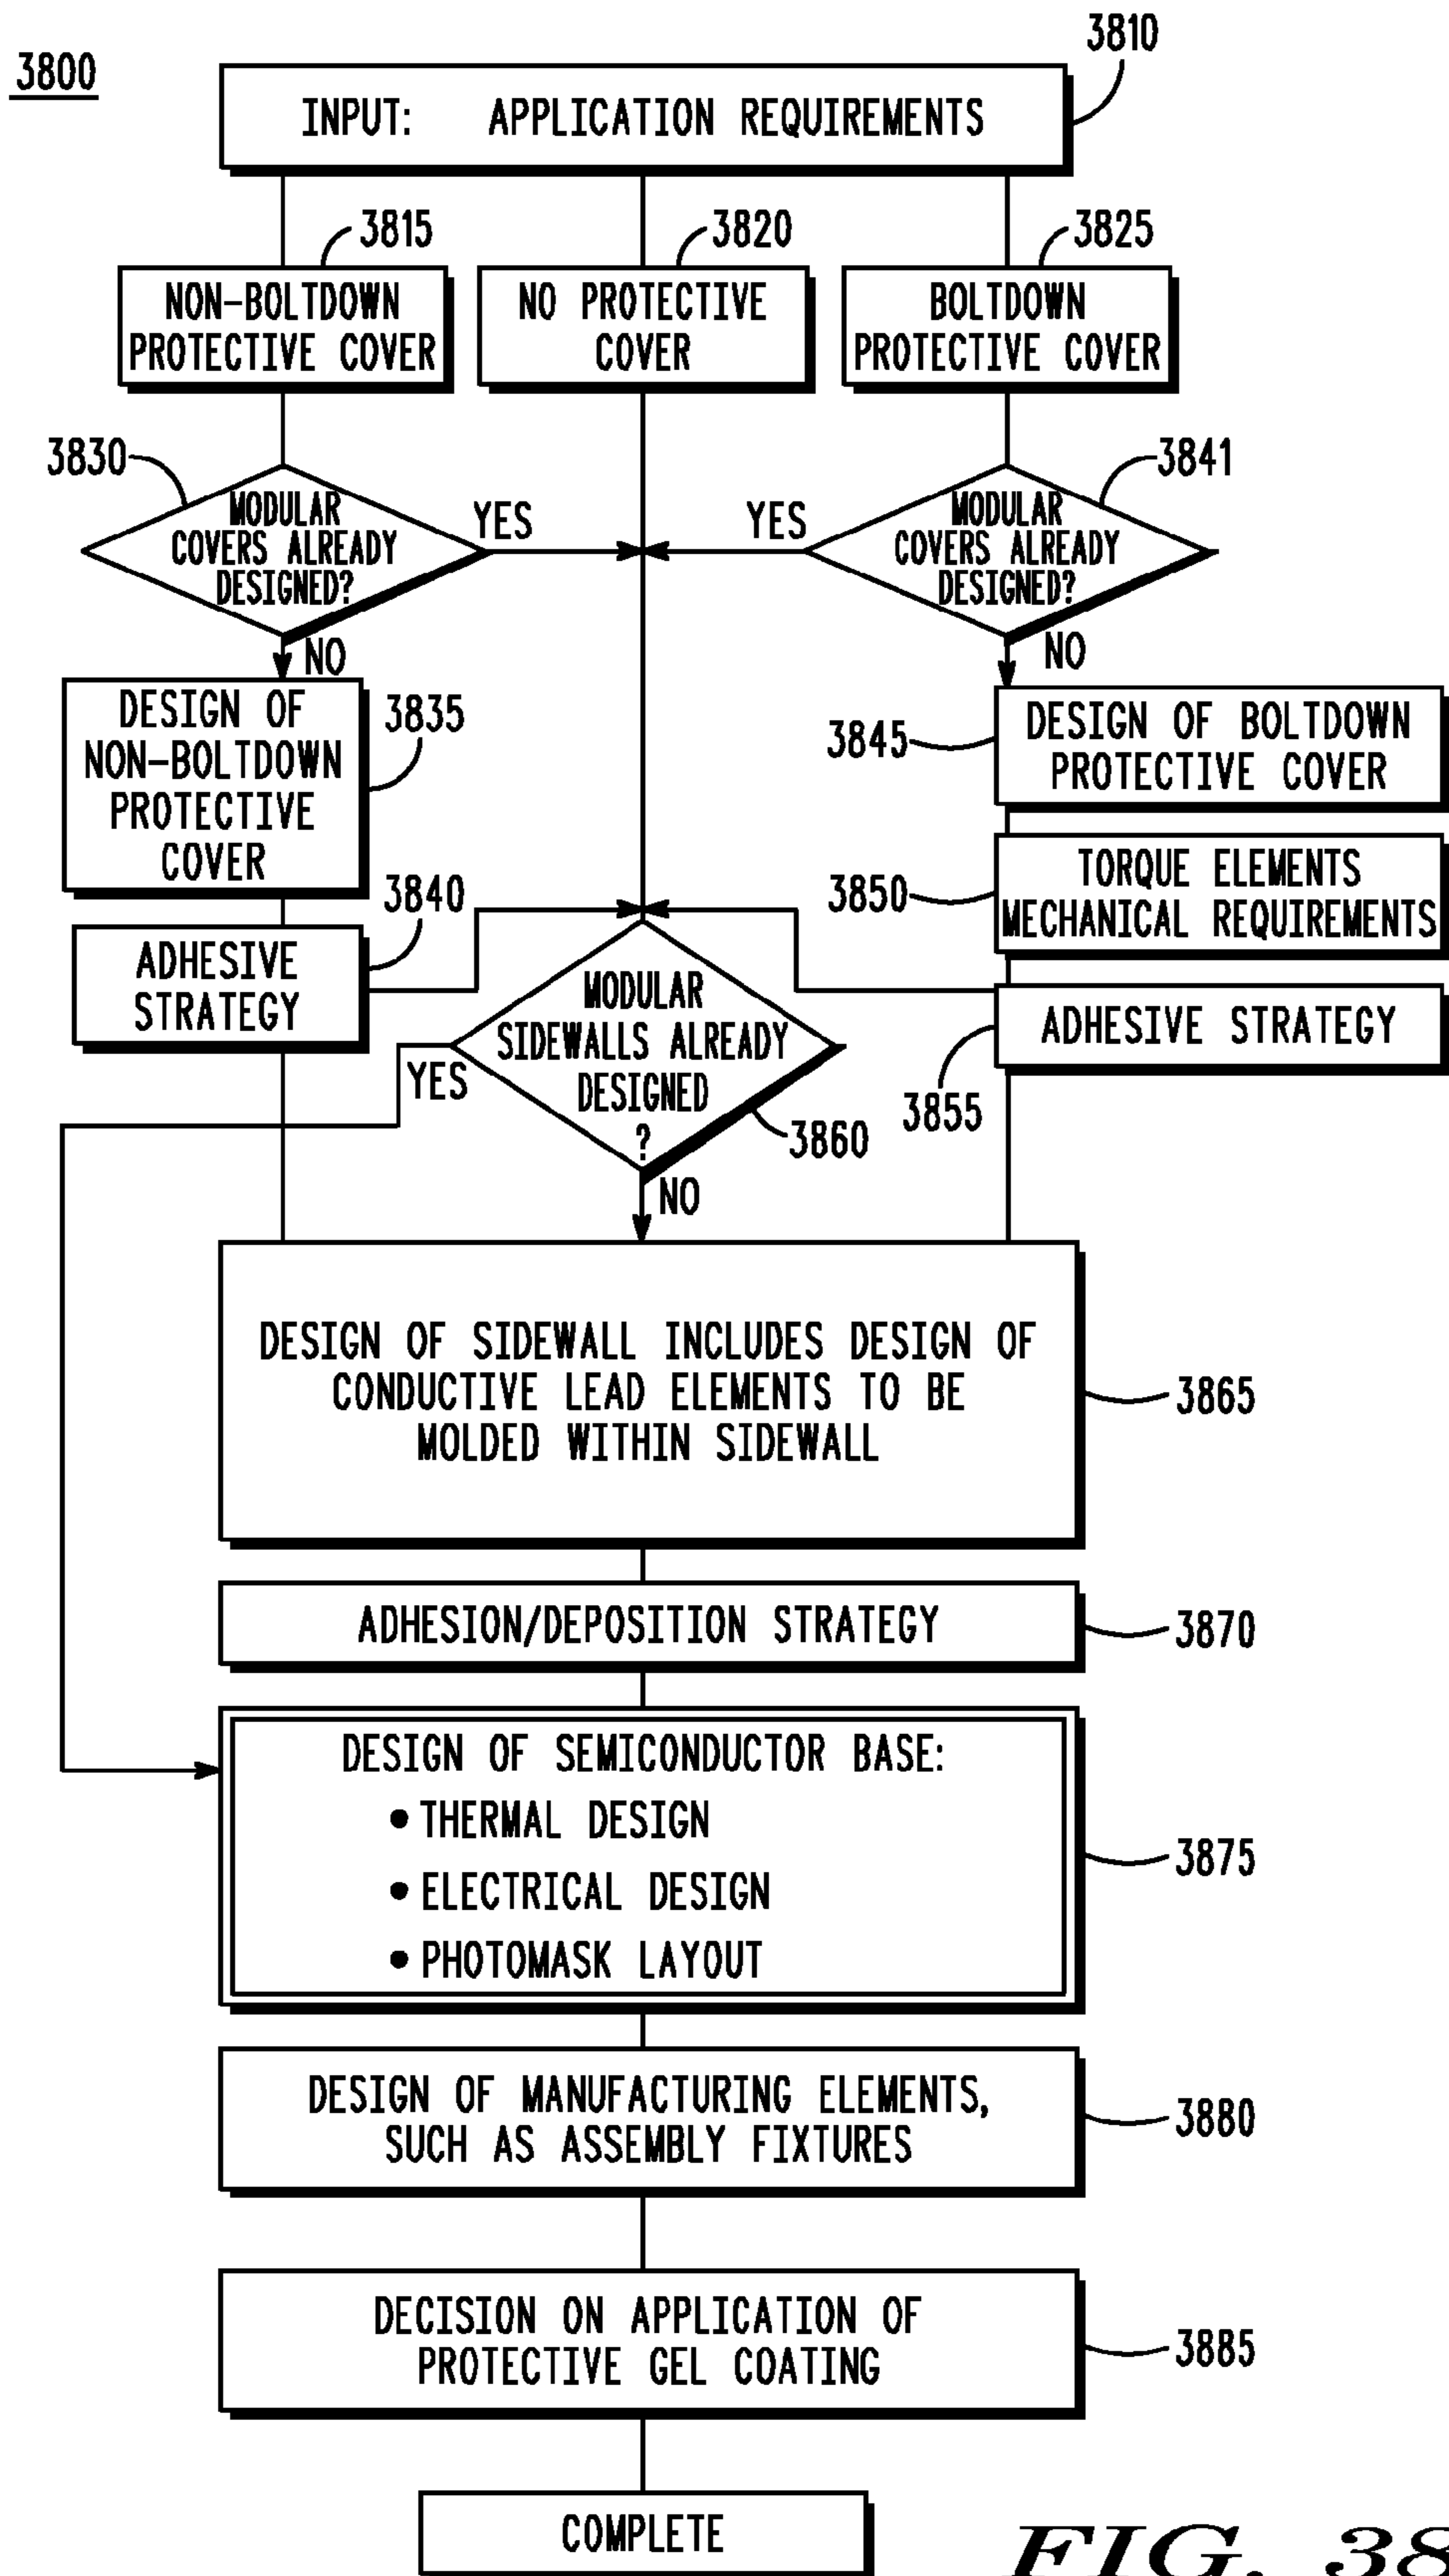 3800
3810
INPUT: APPLICATION REQUIREMENTS
3815
3820
3825
NON-BOLTDOWN
PROTECTIVE COVER
NO PROTECTIVE
COVER
BOLTDOWN
PROTECTIVE COVER
3830
3841
MODULAR
COVERS ALREADY
DESIGNED?
YES
YES
MODULAR
COVERS ALREADY
DESIGNED?
NO
NO
DESIGN OF
NON-BOLTDOWN
PROTECTIVE
COVER
3835
3845
DESIGN OF BOLTDOWN
PROTECTIVE COVER
3840
3850
TORQUE ELEMENTS
MECHANICAL REQUIREMENTS
ADHESIVE
STRATEGY
MODULAR
SIDEWALLS ALREADY
DESIGNED
?
ADHESIVE STRATEGY
YES
3855
3860
NO
DESIGN OF SIDEWALL INCLUDES DESIGN OF
CONDUCTIVE LEAD ELEMENTS TO BE
MOLDED WITHIN SIDEWALL
3865
ADHESION/DEPOSITION STRATEGY
3870
DESIGN OF SEMICONDUCTOR BASE:
• THERMAL DESIGN
• ELECTRICAL DESIGN
• PHOTOMASK LAYOUT
3875
DESIGN OF MANUFACTURING ELEMENTS,
SUCH AS ASSEMBLY FIXTURES
3880
DECISION ON APPLICATION OF
PROTECTIVE GEL COATING
3885
COMPLETE
FIG. 38